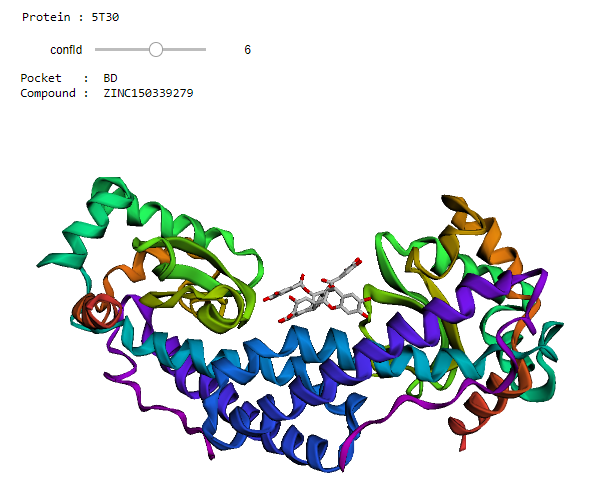 Protein : 5T30
confId 6
Pocket : BD
Compound : ZINC150339279